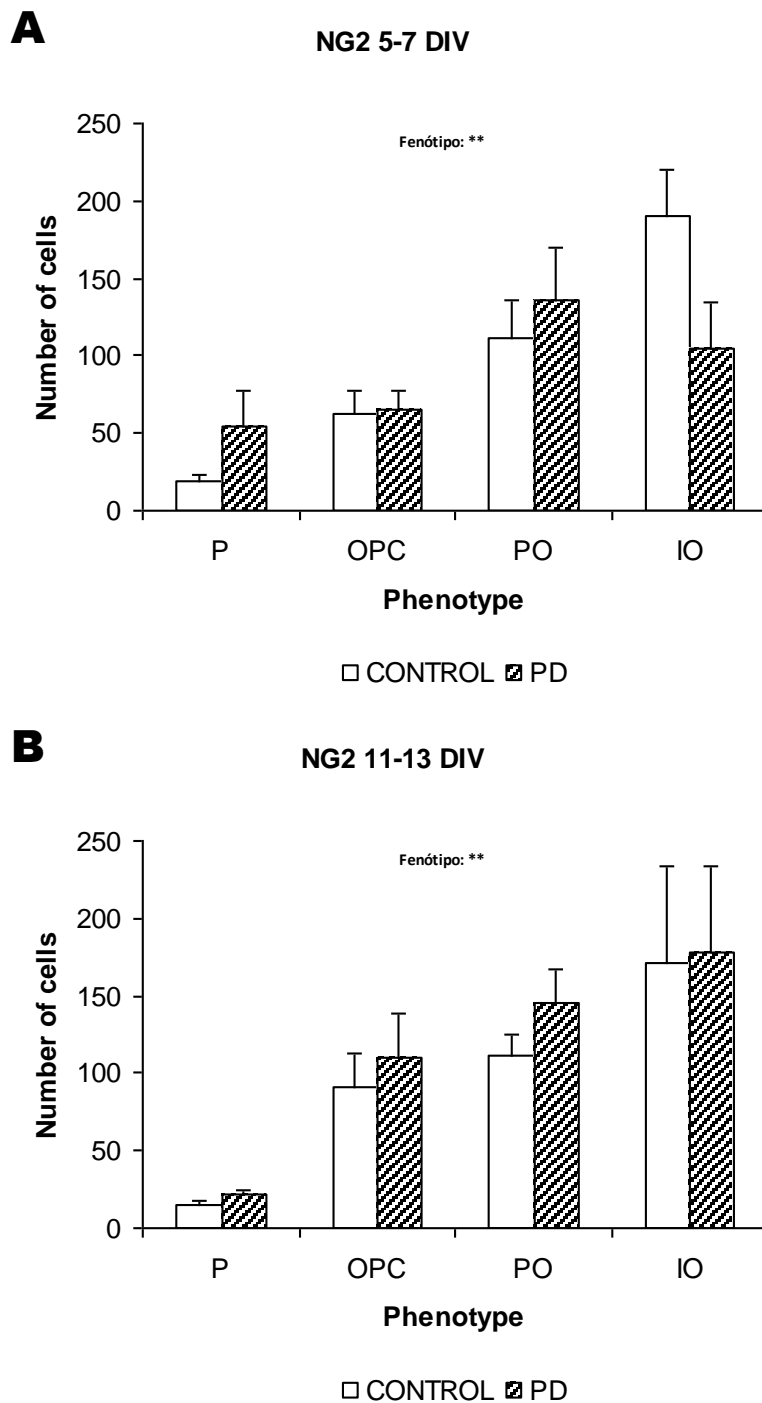 A
NG2 5-7 DIV
Fenótipo: **
250
200
150
100
50
0
Number of cells
P OPC PO IO
Phenotype
CONTROL PD
B
NG2 11-13 DIV
Fenótipo: **
250
200
150
100
50
0
Number of cells
P OPC PO IO
Phenotype
CONTROL PD